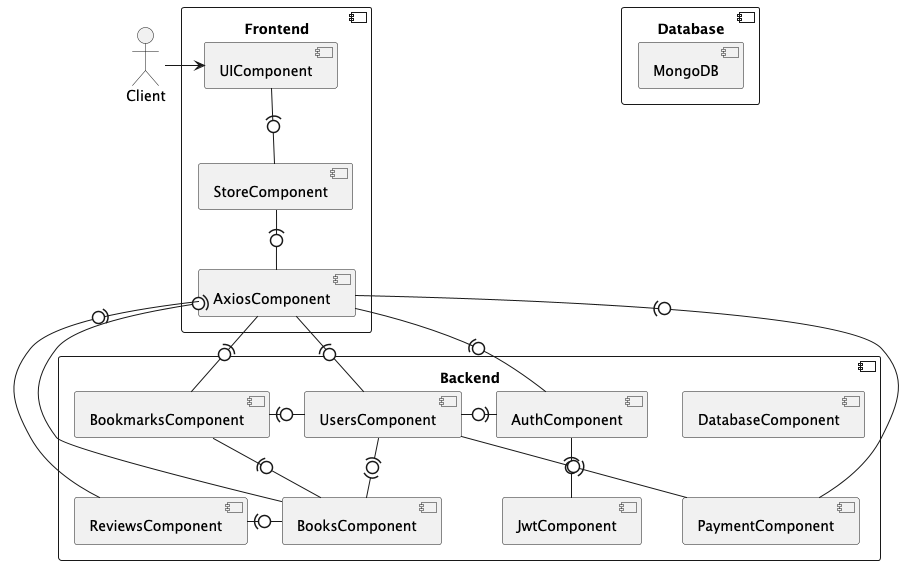 Frontend
Database
UIComponent
MongoDB
Client
StoreComponent
AxiosComponent
Backend
BookmarksComponent
UsersComponent
AuthComponent
DatabaseComponent
ReviewsComponent
BooksComponent
JwtComponent
PaymentComponent